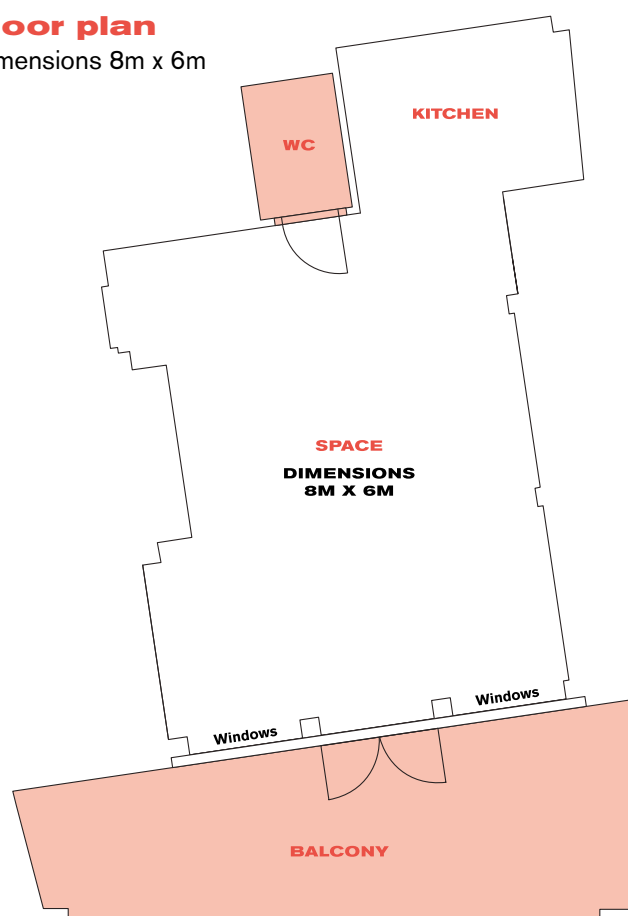 oor plan
mensions 8m x 6m
KITCHEN
WC
SPACE
DIMENSIONS
8M X 6M
Windows
Windows
BALCONY